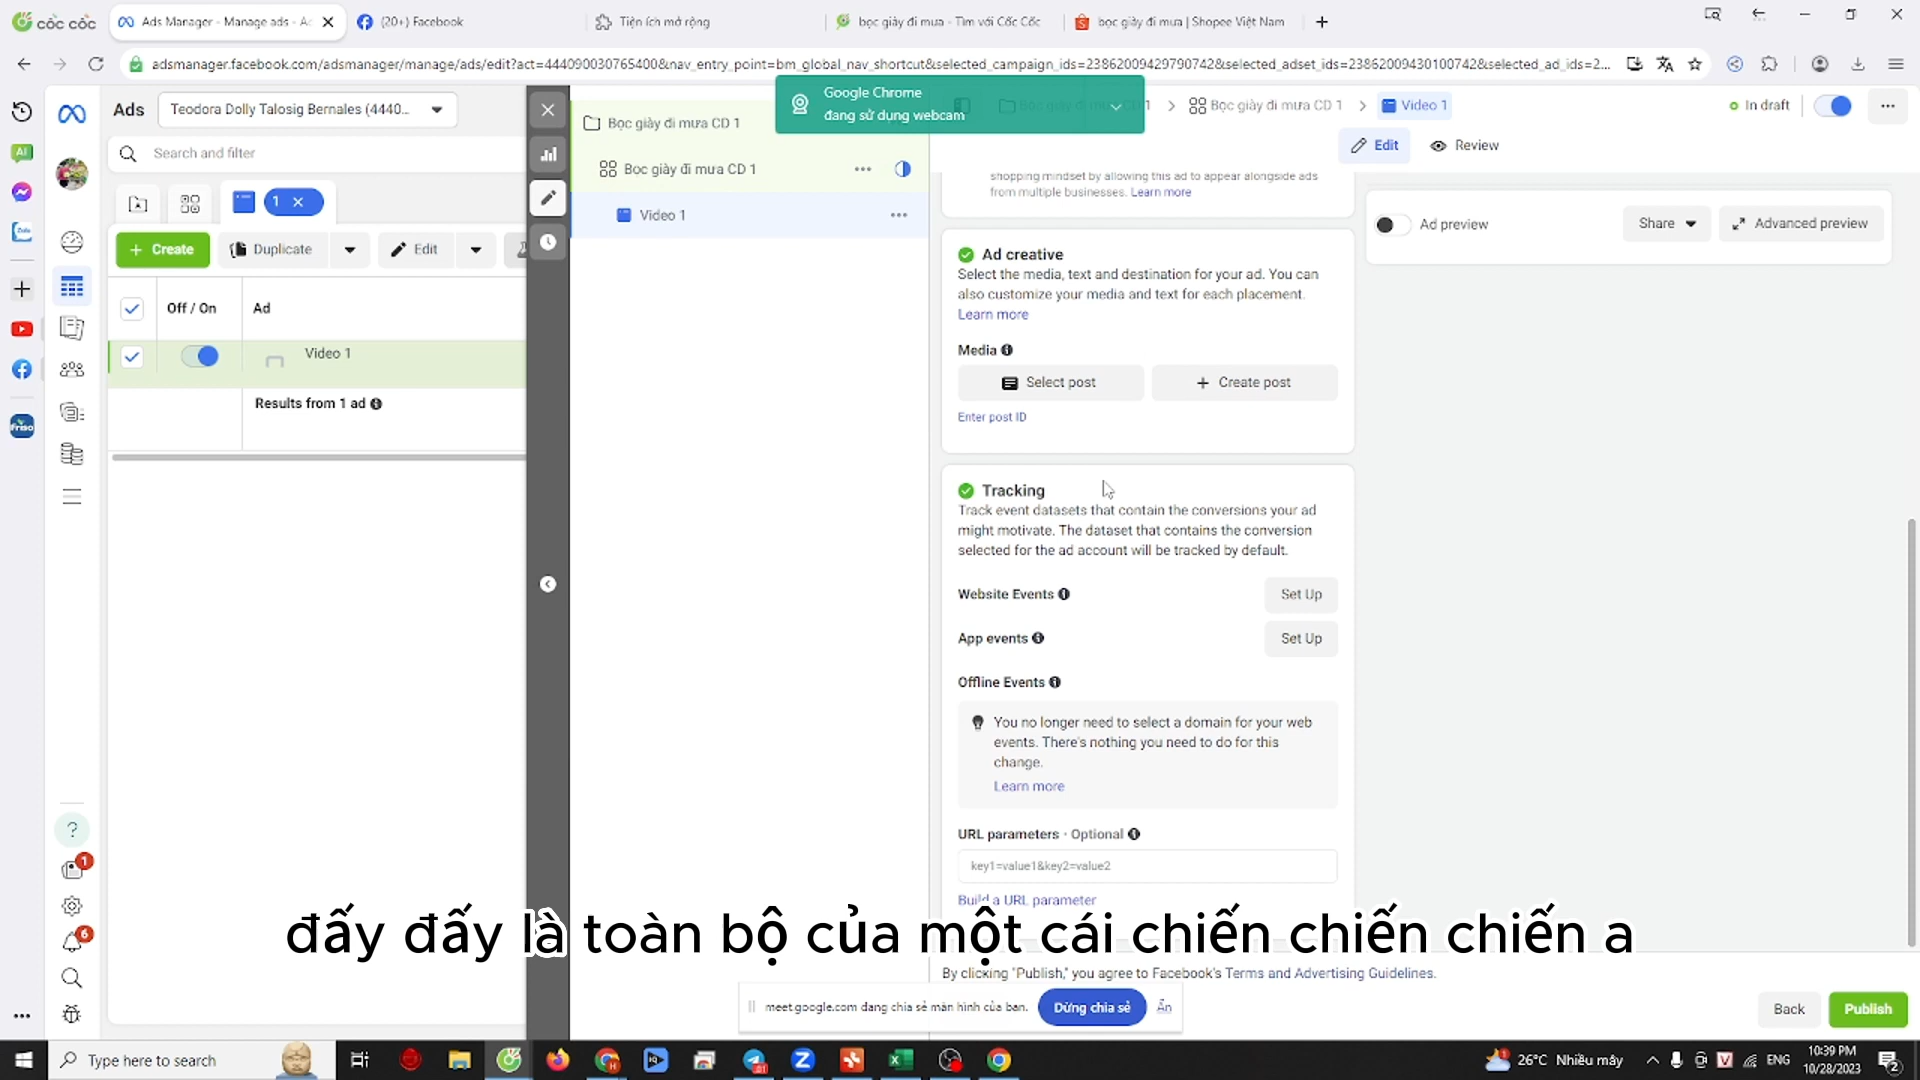 cốc cốc
Ads Manager - Manage ads - Ac
(20+) Facebook
Tiện ích mở rộng
bọc giày đi mưa - Tìm với Cốc Cốc
bọc giày đi mưa | Shopee Việt Nam
adsmanager.facebook.com/adsmanager/manage/ads/edit?act=444090030765400&nav_entry_point=bm_global_nav_shortcut&selected_campaign_ids=23862009429790742&selected_adset_ids=23862009430100742&selected_ad_ids=2...
Google Chrome
đang sử dụng webcam
Ads
Teodora Dolly Talosig Bernales (4440...
Search and filter
1
Create
Duplicate
Edit
Off / On
Ad
Video 1
Results from 1 ad
Bọc giày đi mưa CD 1
Bọc giày đi mưa CD 1
Video 1
Bọc giày đi mưa CD 1
Video 1
In draft
Edit
Review
shopping mindset by allowing this ad to appear alongside ads
from multiple businesses. Learn more
Ad preview
Share
Advanced preview
Ad creative
Select the media, text and destination for your ad. You can
also customize your media and text for each placement.
Learn more
Media
Select post
Create post
Enter post ID
Tracking
Track event datasets that contain the conversions your ad
might motivate. The dataset that contains the conversion
selected for the ad account will be tracked by default.
Website Events
Set Up
App events
Set Up
Offline Events
You no longer need to select a domain for your web
events. There's nothing you need to do for this
change.
Learn more
URL parameters · Optional
key1=value1&key2=value2
Build a URL parameter
đấy đấy là toàn bộ của một cái chiến chiến chiến a
By clicking "Publish," you agree to Facebook's Terms and Advertising Guidelines.
meet.google.com đang chia sẻ màn hình của bạn.
Dừng chia sẻ
Ẩn
Back
Publish
AI
Zalo
Friso
1
6
Type here to search
26°C Nhiều mây
ENG
10:39 PM
10/28/2023
2